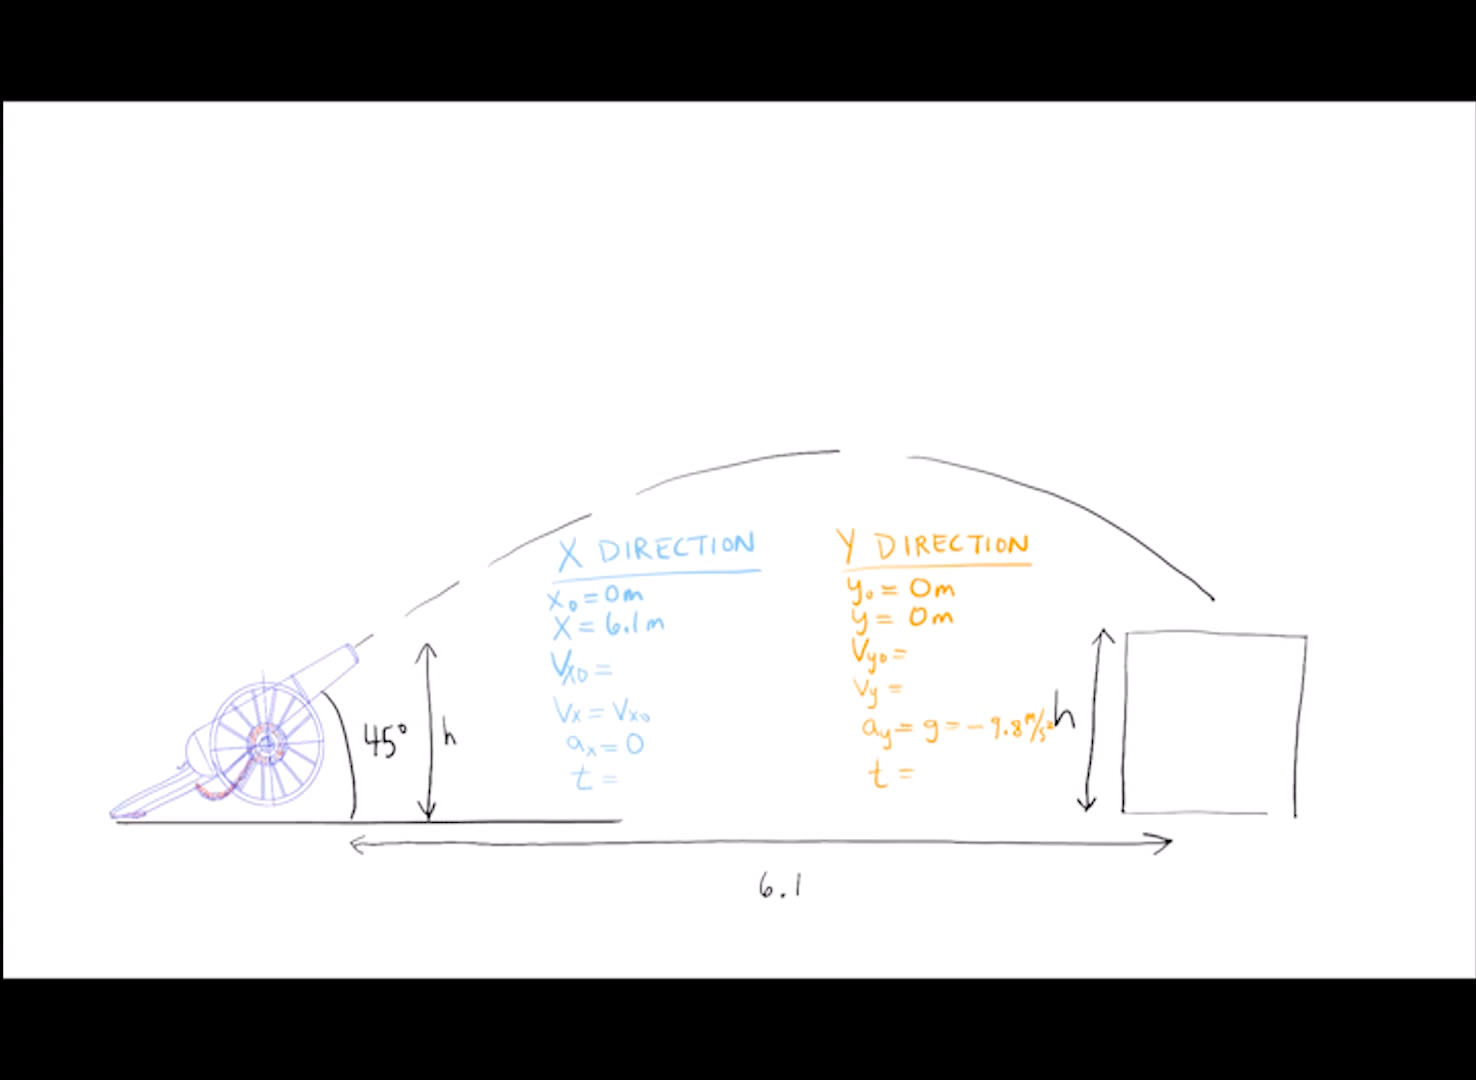 X DIRECTION
x₀ = 0m
X = 6.1m
Vx₀ =
Vx = Vx₀
aₓ = 0
t =
Y DIRECTION
y₀ = 0m
y = 0m
Vy₀ =
Vy =
ay = g = -9.8 m/s²
t =
45°
h
h
6.1